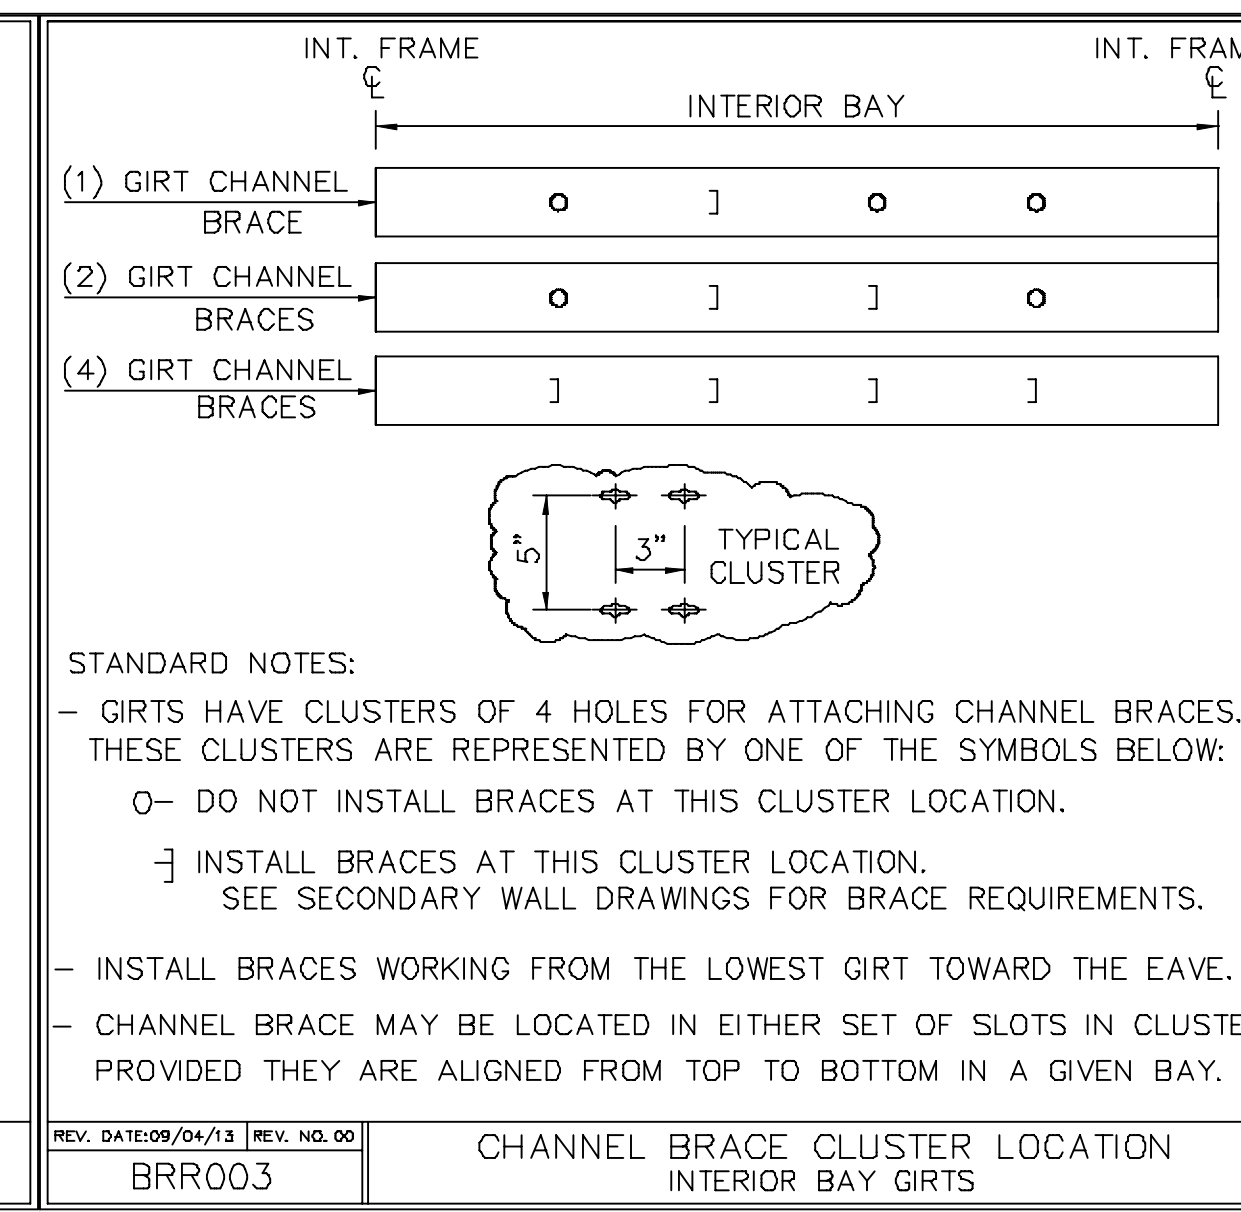 INT. FRAME
INT. FRAM
℄
℄
INTERIOR BAY
(1) GIRT CHANNEL
BRACE
(2) GIRT CHANNEL
BRACES
(4) GIRT CHANNEL
BRACES
5"
3"
TYPICAL
CLUSTER
STANDARD NOTES:
- GIRTS HAVE CLUSTERS OF 4 HOLES FOR ATTACHING CHANNEL BRACES.
THESE CLUSTERS ARE REPRESENTED BY ONE OF THE SYMBOLS BELOW:
O- DO NOT INSTALL BRACES AT THIS CLUSTER LOCATION.
INSTALL BRACES AT THIS CLUSTER LOCATION.
SEE SECONDARY WALL DRAWINGS FOR BRACE REQUIREMENTS.
- INSTALL BRACES WORKING FROM THE LOWEST GIRT TOWARD THE EAVE.
- CHANNEL BRACE MAY BE LOCATED IN EITHER SET OF SLOTS IN CLUSTE
PROVIDED THEY ARE ALIGNED FROM TOP TO BOTTOM IN A GIVEN BAY.
REV. DATE:09/04/13 REV. NO. 00
BRR003
CHANNEL BRACE CLUSTER LOCATION
INTERIOR BAY GIRTS